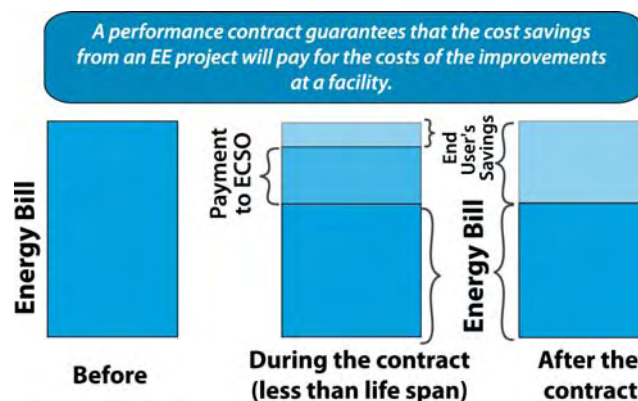 A performance contract guarantees that the cost savings
from an EE project will pay for the costs of the improvements
at a facility.
Energy Bill
Payment
to ECSO
End
User's
Savings
Energy Bill
Before
During the contract
(less than life span)
After the
contract